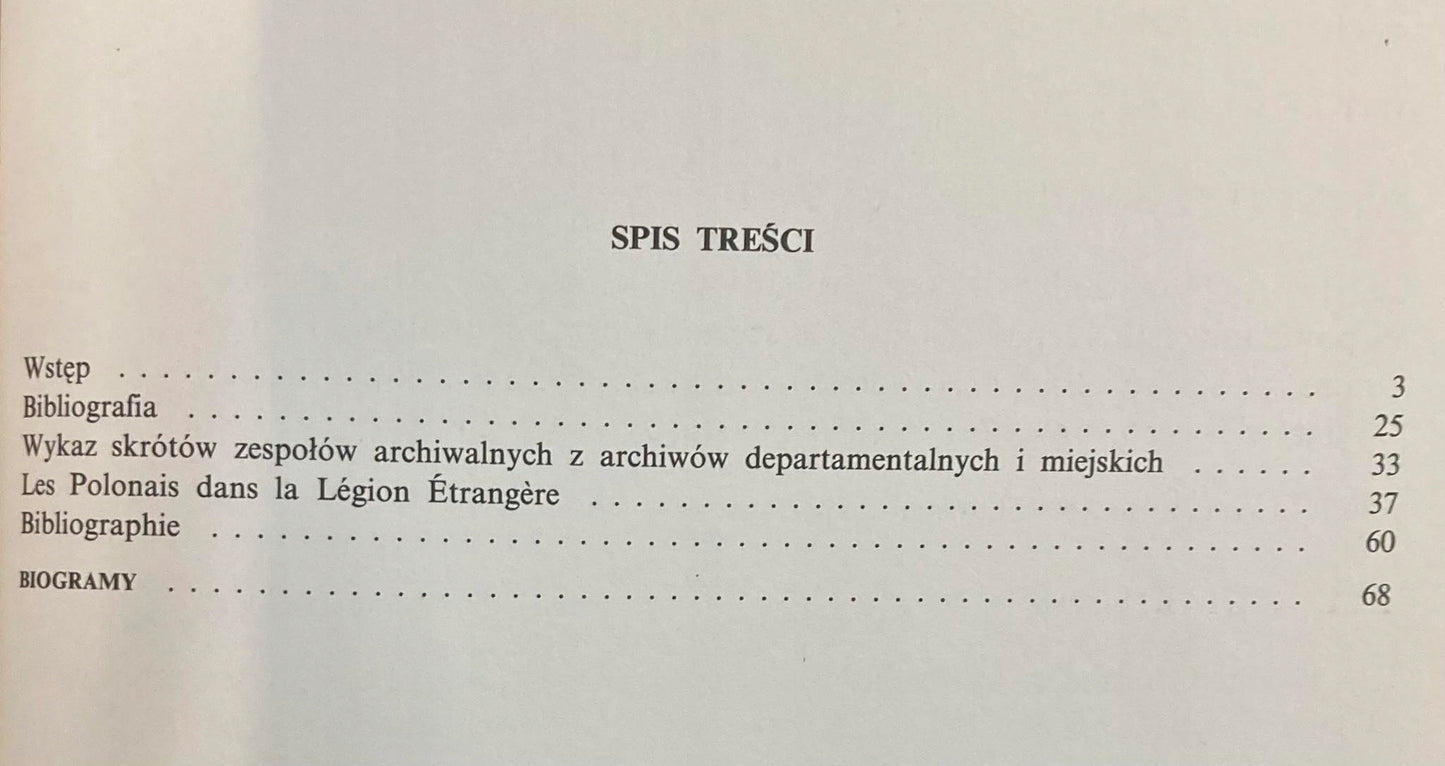 SPIS TREŚCI
Wstęp . . . . . . . . . . . . . . . . . . . . . . . . . . . . . . . . . . . . . . . . . . . . . . . . . . . . 3
Bibliografia . . . . . . . . . . . . . . . . . . . . . . . . . . . . . . . . . . . . . . . . . . . . . . . . . 25
Wykaz skrótów zespołów archiwalnych z archiwów departamentalnych i miejskich . . . . . . 33
Les Polonais dans la Légion Étrangère . . . . . . . . . . . . . . . . . . . . . . . . . . . . . . . . 37
Bibliographie . . . . . . . . . . . . . . . . . . . . . . . . . . . . . . . . . . . . . . . . . . . . . . . . 60
BIOGRAMY . . . . . . . . . . . . . . . . . . . . . . . . . . . . . . . . . . . . . . . . . . . . . . . . . . 68